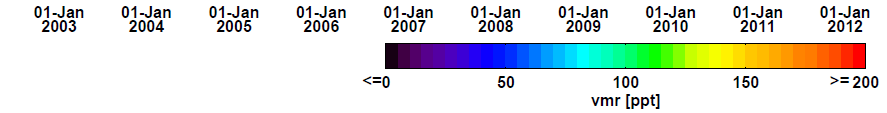 01-Jan 01-Jan 01-Jan 01-Jan 01-Jan 01-Jan 01-Jan 01-Jan 01-Jan 01-Jan
2003 2004 2005 2006 2007 2008 2009 2010 2011 2012
<=0 50 100 150 >= 200
vmr [ppt]